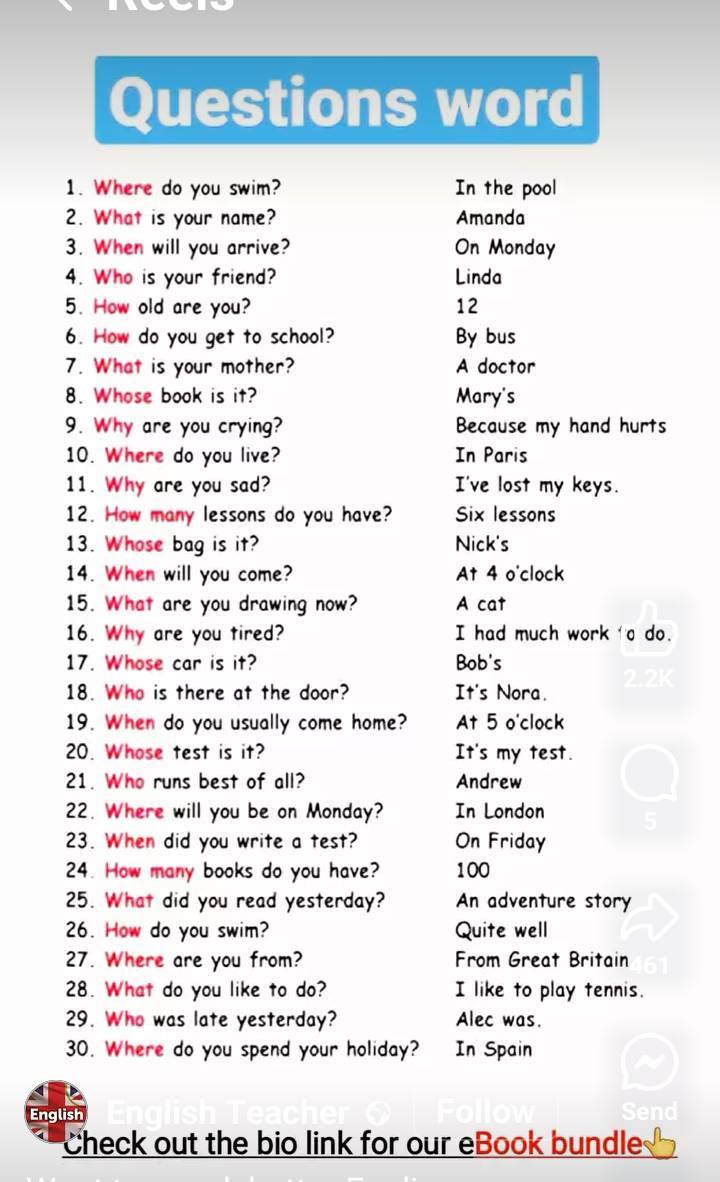 Reels
Questions word
1. Where do you swim? In the pool
2. What is your name? Amanda
3. When will you arrive? On Monday
4. Who is your friend? Linda
5. How old are you? 12
6. How do you get to school? By bus
7. What is your mother? A doctor
8. Whose book is it? Mary's
9. Why are you crying? Because my hand hurts
10. Where do you live? In Paris
11. Why are you sad? I've lost my keys.
12. How many lessons do you have? Six lessons
13. Whose bag is it? Nick's
14. When will you come? At 4 o'clock
15. What are you drawing now? A cat
16. Why are you tired? I had much work to do.
17. Whose car is it? Bob's
18. Who is there at the door? It's Nora.
2.2K
19. When do you usually come home? At 5 o'clock
20. Whose test is it? It's my test.
21. Who runs best of all? Andrew
22. Where will you be on Monday? In London
5
23. When did you write a test? On Friday
24. How many books do you have? 100
25. What did you read yesterday? An adventure story
26. How do you swim? Quite well
27. Where are you from? From Great Britain
461
28. What do you like to do? I like to play tennis.
29. Who was late yesterday? Alec was.
30. Where do you spend your holiday? In Spain
English English Teacher Follow Send
Check out the bio link for our eBook bundle